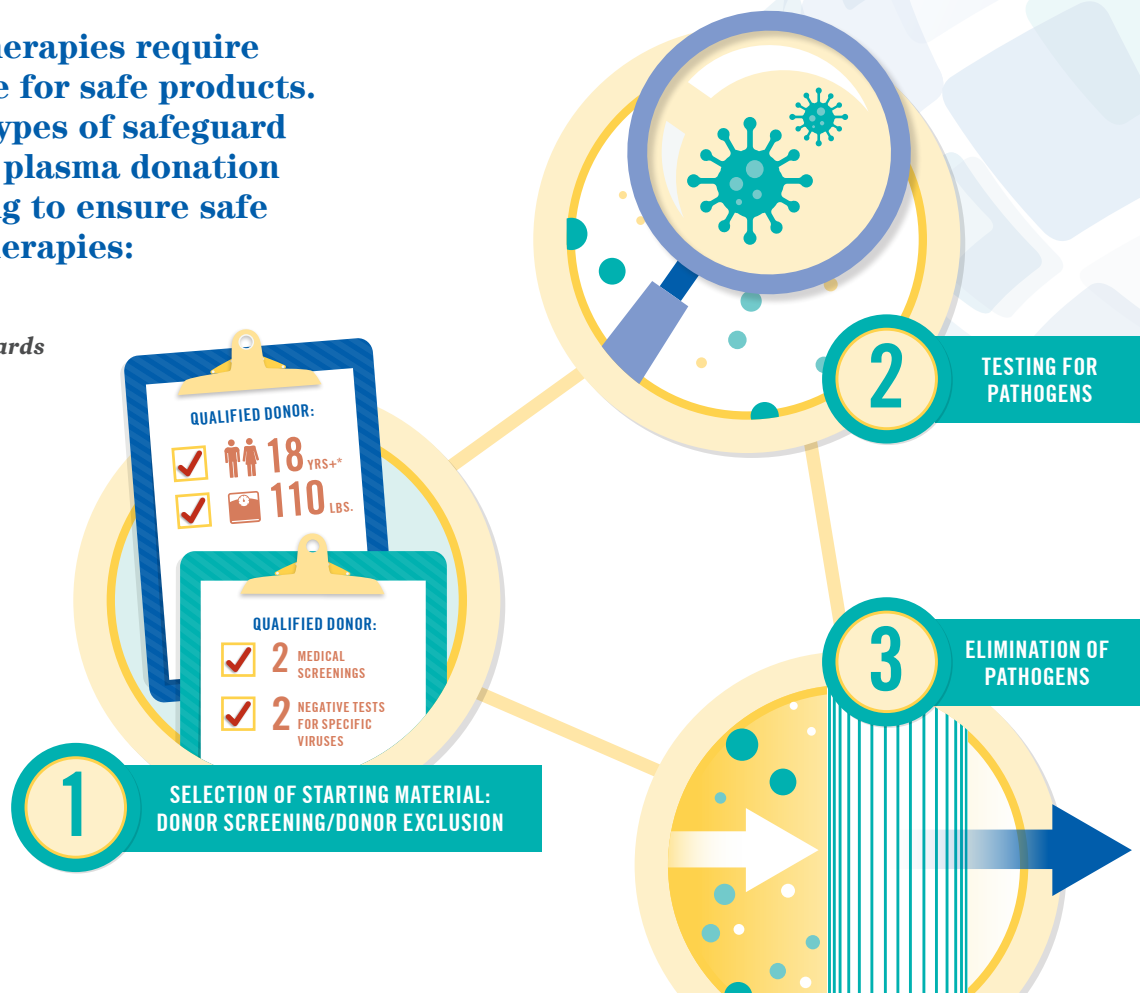 erapies require
e for safe products.
ypes of safeguard
plasma donation
g to ensure safe
erapies:
ards
QUALIFIED DONOR:
18 YRS+*
110 LBS.
QUALIFIED DONOR:
2 MEDICAL
SCREENINGS
2 NEGATIVE TESTS
FOR SPECIFIC
VIRUSES
1
SELECTION OF STARTING MATERIAL:
DONOR SCREENING/DONOR EXCLUSION
2
TESTING FOR
PATHOGENS
3
ELIMINATION OF
PATHOGENS